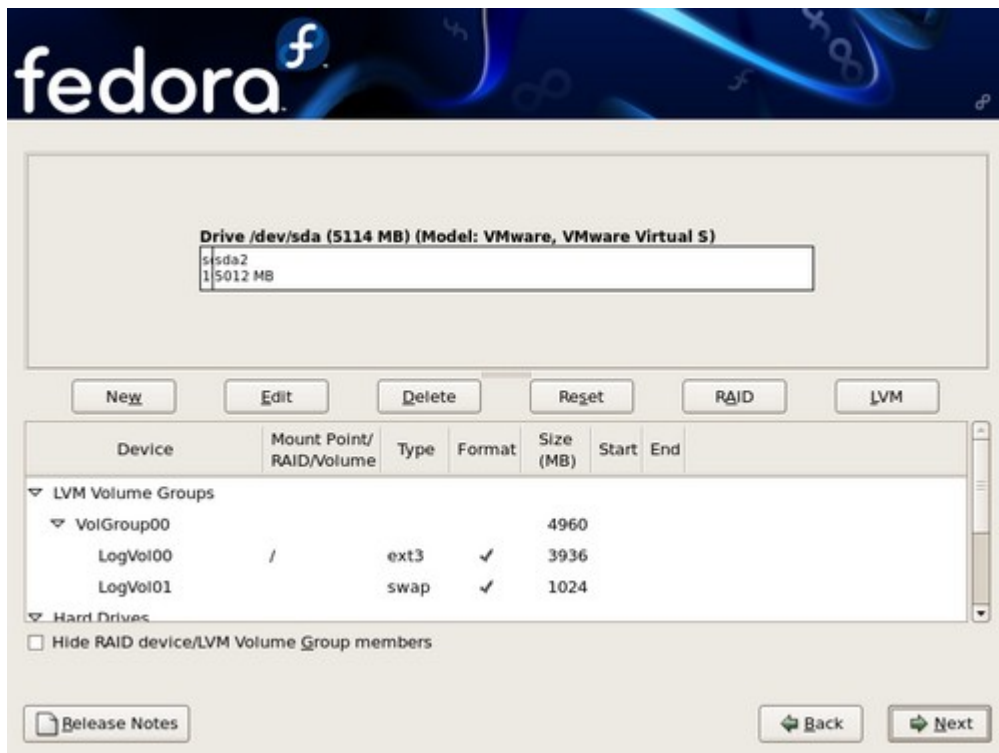 fedora
Drive /dev/sda (5114 MB) (Model: VMware, VMware Virtual S)
sda2
5012 MB
New Edit Delete Reset RAID LVM
Device Mount Point/ RAID/Volume Type Format Size (MB) Start End
LVM Volume Groups
VolGroup00 4960
LogVol00 / ext3 ✓ 3936
LogVol01 swap ✓ 1024
Hard Drives
Hide RAID device/LVM Volume Group members
Release Notes Back Next